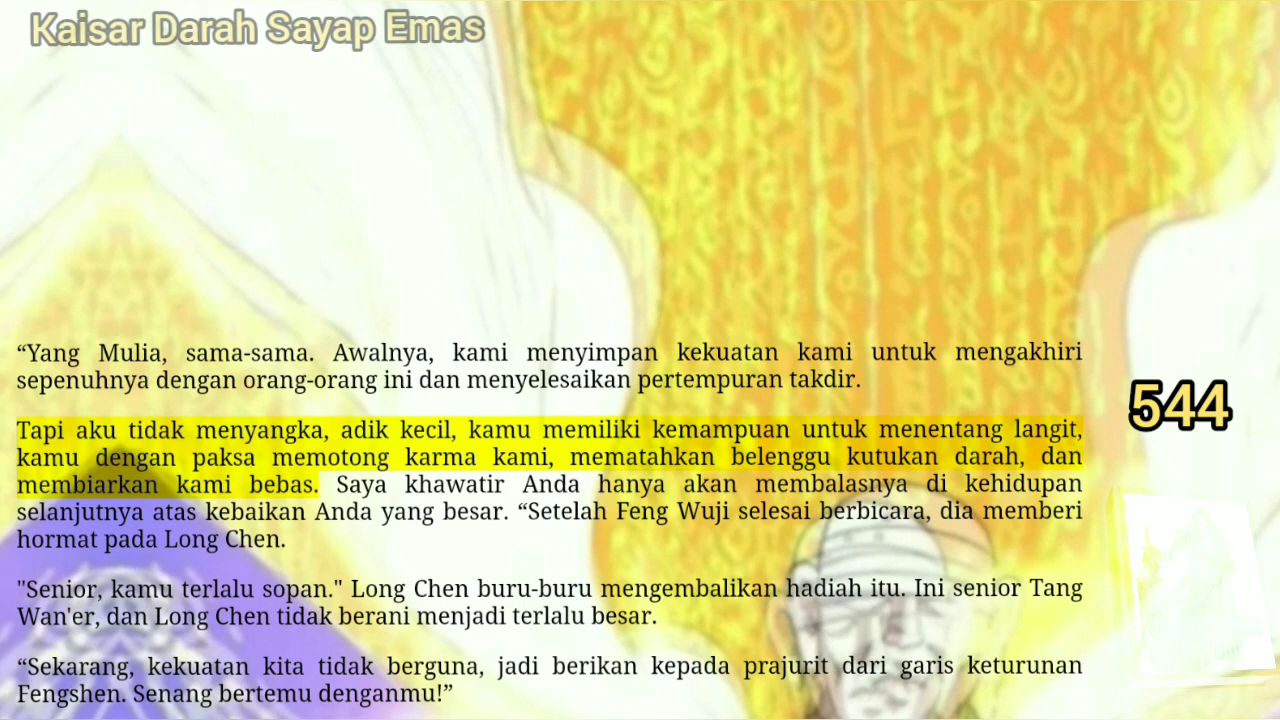 Kaisar Darah Sayap Emas
“Yang Mulia, sama-sama. Awalnya, kami menyimpan kekuatan kami untuk mengakhiri
sepenuhnya dengan orang-orang ini dan menyelesaikan pertempuran takdir.
544
Tapi aku tidak menyangka, adik kecil, kamu memiliki kemampuan untuk menentang langit,
kamu dengan paksa memotong karma kami, mematahkan belenggu kutukan darah, dan
membiarkan kami bebas. Saya khawatir Anda hanya akan membalasnya di kehidupan
selanjutnya atas kebaikan Anda yang besar. “Setelah Feng Wuji selesai berbicara, dia memberi
hormat pada Long Chen.
"Senior, kamu terlalu sopan." Long Chen buru-buru mengembalikan hadiah itu. Ini senior Tang
Wan'er, dan Long Chen tidak berani menjadi terlalu besar.
“Sekarang, kekuatan kita tidak berguna, jadi berikan kepada prajurit dari garis keturunan
Fengshen. Senang bertemu denganmu!”